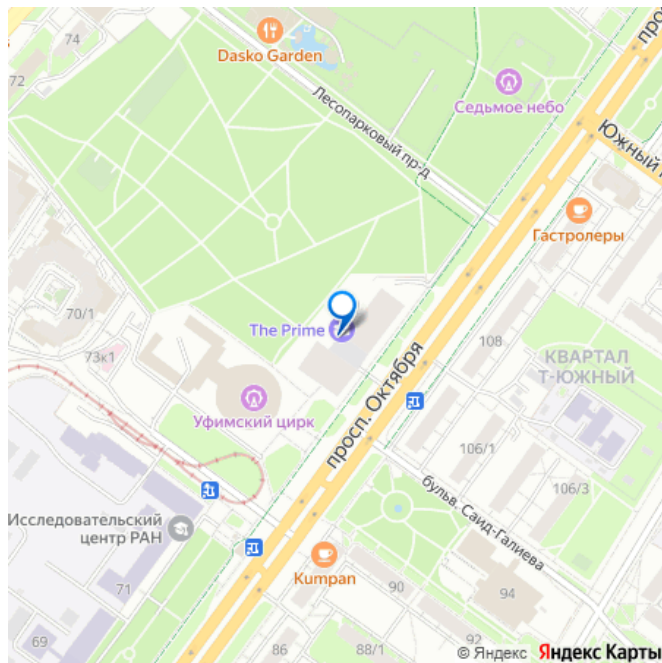 74
72
Dasko Garden
Лесопарковый пр-д
Седьмое небо
Южный
Гастролеры
70/1
73к1
The Prime
просп. Октября
108
КВАРТАЛ
Т-ЮЖНЫЙ
Уфимский цирк
106/1
106/3
бульв. Саид-Галиева
Исследовательский
центр РАН
71
69
Kumpan
90
94
86
88/1
92
© Яндекс Яндекс Карты